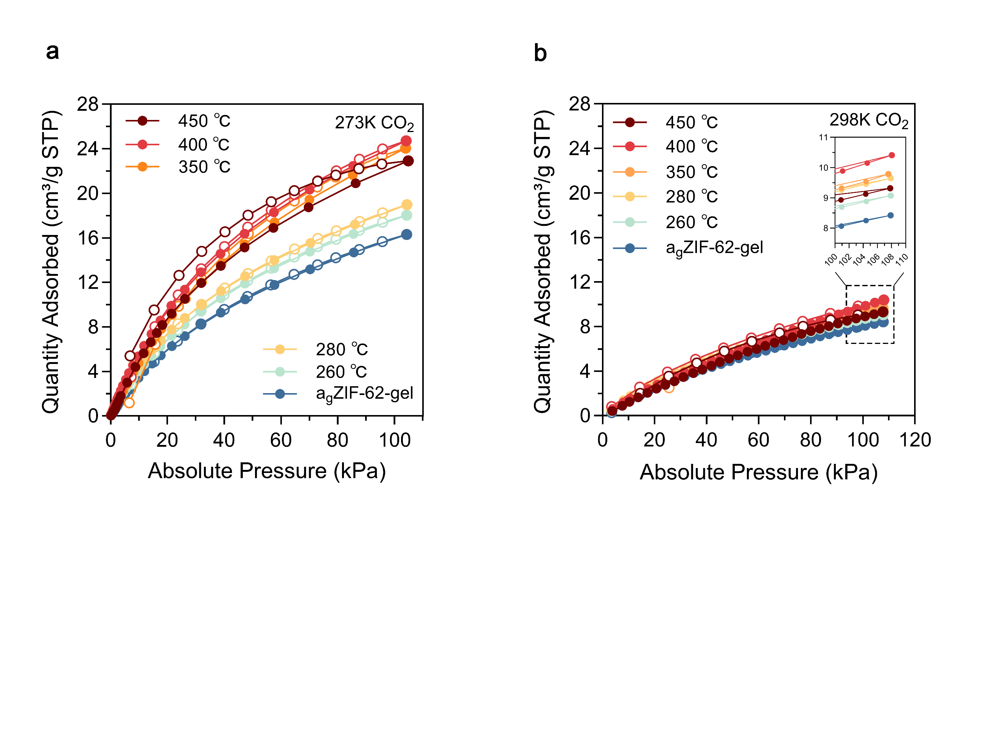 a
28
24
20
16
12
8
4
0
Quantity Adsorbed (cm³/g STP)
450 ℃
400 ℃
350 ℃
273K CO₂
280 ℃
260 ℃
agZIF-62-gel
0 20 40 60 80 100
Absolute Pressure (kPa)
b
28
24
20
16
12
8
4
0
Quantity Adsorbed (cm³/g STP)
450 ℃
400 ℃
350 ℃
280 ℃
260 ℃
agZIF-62-gel
298K CO₂
11
10
9
8
100 102 104 106 108 110
0 20 40 60 80 100 120
Absolute Pressure (kPa)